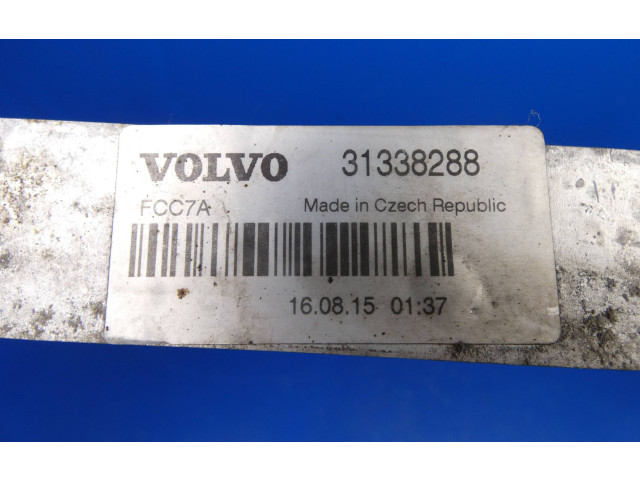 VOLVO 31338288
FCC7A Made in Czech Republic
16.08.15 01:37